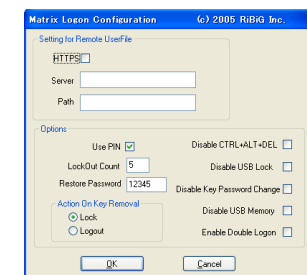 Matrix Logon Configuration (c) 2005 RiBiG Inc.
Setting for Remote UserFile
HTTPS
Server
Path
Options
Use PIN
Disable CTRL+ALT+DEL
LockOut Count 5
Disable USB Lock
Restore Password 12345
Disable Key Password Change
Action On Key Removal
Lock
Disable USB Memory
Logout
Enable Double Logon
OK
Cancel